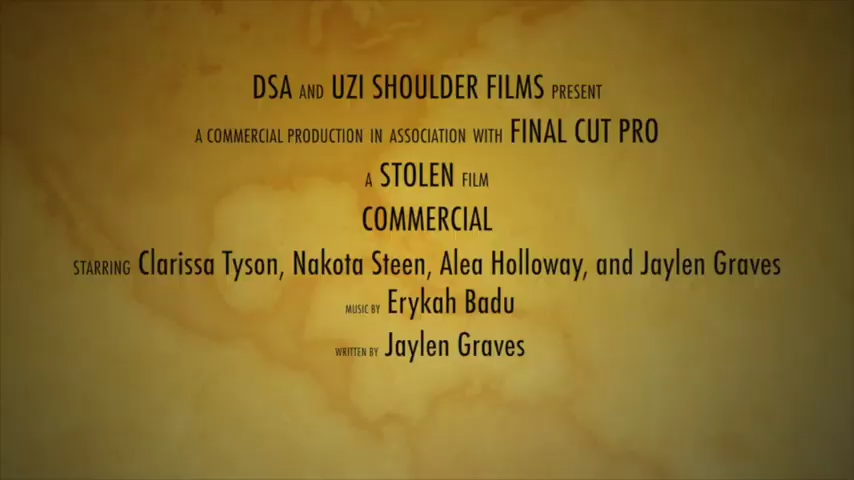 DSA AND UZI SHOULDER FILMS PRESENT
A COMMERCIAL PRODUCTION IN ASSOCIATION WITH FINAL CUT PRO
A STOLEN FILM
COMMERCIAL
STARRING Clarissa Tyson, Nakota Steen, Alea Holloway, and Jaylen Graves
MUSIC BY Erykah Badu
WRITTEN BY Jaylen Graves